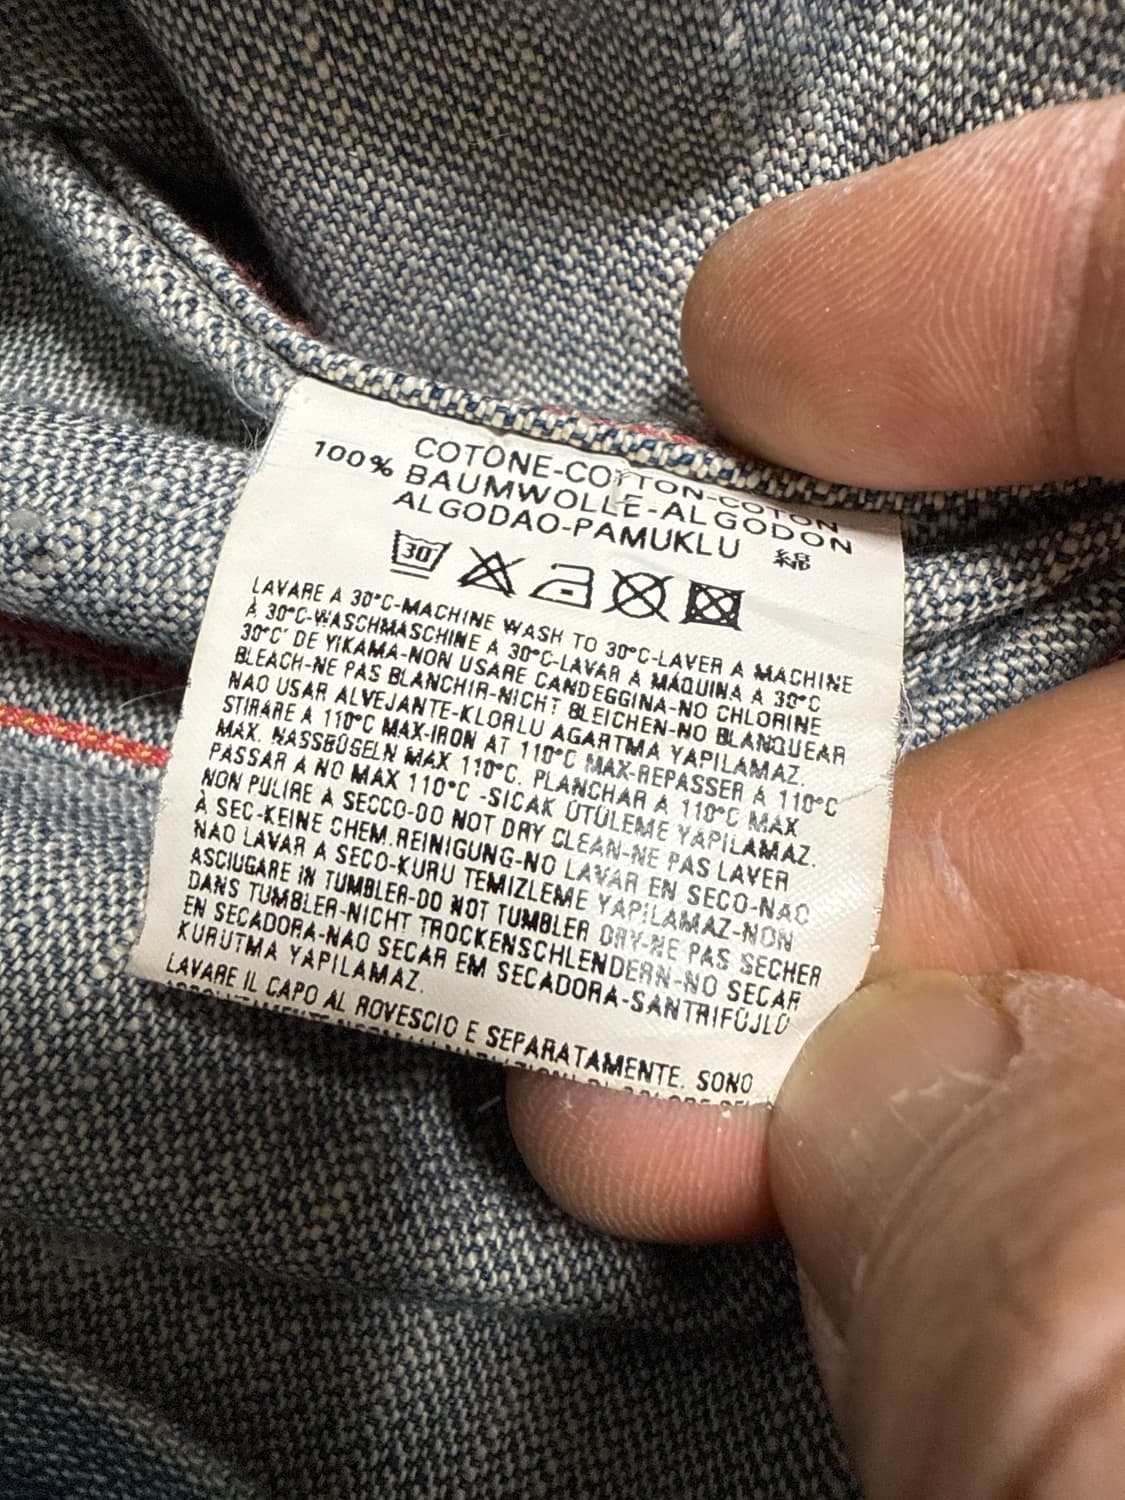 COTONE-COTTON-COTON
100% BAUMWOLLE-ALGODON
ALGODAO-PAMUKLU 綿
30°
LAVARE A 30°C-MACHINE WASH TO 30°C-LAVER A MACHINE
A 30°C-WASCHMASCHINE A 30°C-LAVAR A MAQUINA A 30°C
30°C' DE YIKAMA-NON USARE CANDEGGINA-NO CHLORINE
BLEACH-NE PAS BLANCHIR-NICHT BLEICHEN-NO BLANQUEAR
NAO USAR ALVEJANTE-KLORLU AGARTMA YAPILAMAZ.
STIRARE A 110°C MAX-IRON AT 110°C MAX-REPASSER A 110°C
MAX. NASSBÜGELN MAX 110°C. PLANCHAR A 110°C MAX
PASSAR A NO MAX 110°C -SICAK ÜTÜLEME YAPILAMAZ.
NON PULIRE A SECCO-DO NOT DRY CLEAN-NE PAS LAVER
A SEC-KEINE CHEM.REINIGUNG-NO LAVAR EN SECO-NAO
NAO LAVAR A SECO-KURU TEMIZLEME YAPILAMAZ-NON
ASCIUGARE IN TUMBLER-DO NOT TUMBLER DRY-NE PAS SECHER
DANS TUMBLER-NICHT TROCKENSCHLENDERN-NO SECAR
EN SECADORA-NAO SECAR EM SECADORA-SANTRIFÜJLÜ
KURUTMA YAPILAMAZ.
LAVARE IL CAPO AL ROVESCIO E SEPARATAMENTE. SONO